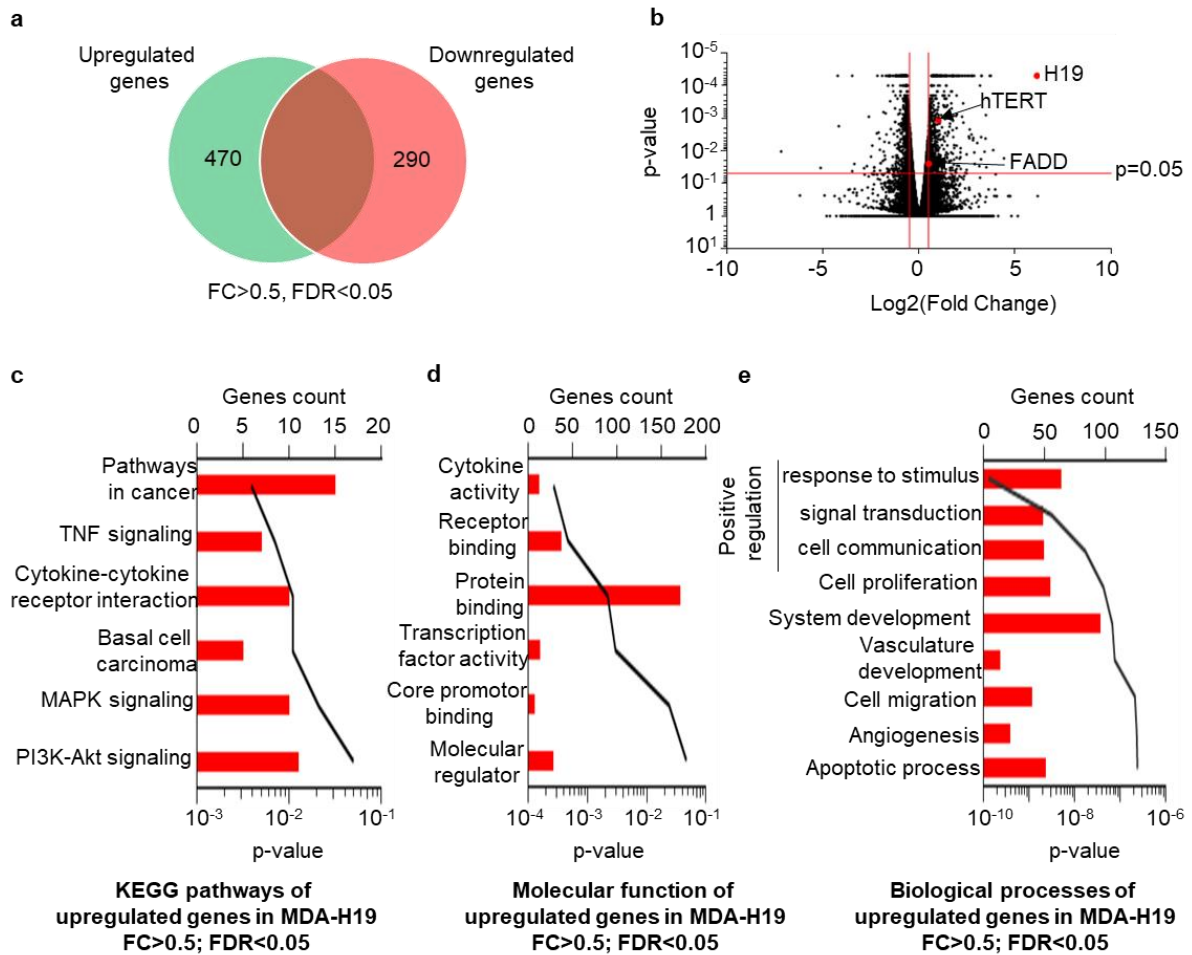 a
Upregulated
genes
Downregulated
genes
470
290
FC>0.5, FDR<0.05
b
p-value
10-5
10-4
10-3
10-2
10-1
1
101
H19
hTERT
FADD
p=0.05
-10 -5 0 5 10
Log2(Fold Change)
c
Genes count
0 5 10 15 20
Pathways
in cancer
TNF signaling
Cytokine-cytokine
receptor interaction
Basal cell
carcinoma
MAPK signaling
PI3K-Akt signaling
10-3 10-2 10-1
p-value
KEGG pathways of
upregulated genes in MDA-H19
FC>0.5; FDR<0.05
d
Genes count
0 50 100 150 200
Cytokine
activity
Receptor
binding
Protein
binding
Transcription
factor activity
Core promotor
binding
Molecular
regulator
10-4 10-3 10-2 10-1
p-value
Molecular function of
upregulated genes in MDA-H19
FC>0.5; FDR<0.05
e
Genes count
0 50 100 150
Positive
regulation
response to stimulus
signal transduction
cell communication
Cell proliferation
System development
Vasculature
development
Cell migration
Angiogenesis
Apoptotic process
10-10 10-8 10-6
p-value
Biological processes of
upregulated genes in MDA-H19
FC>0.5; FDR<0.05